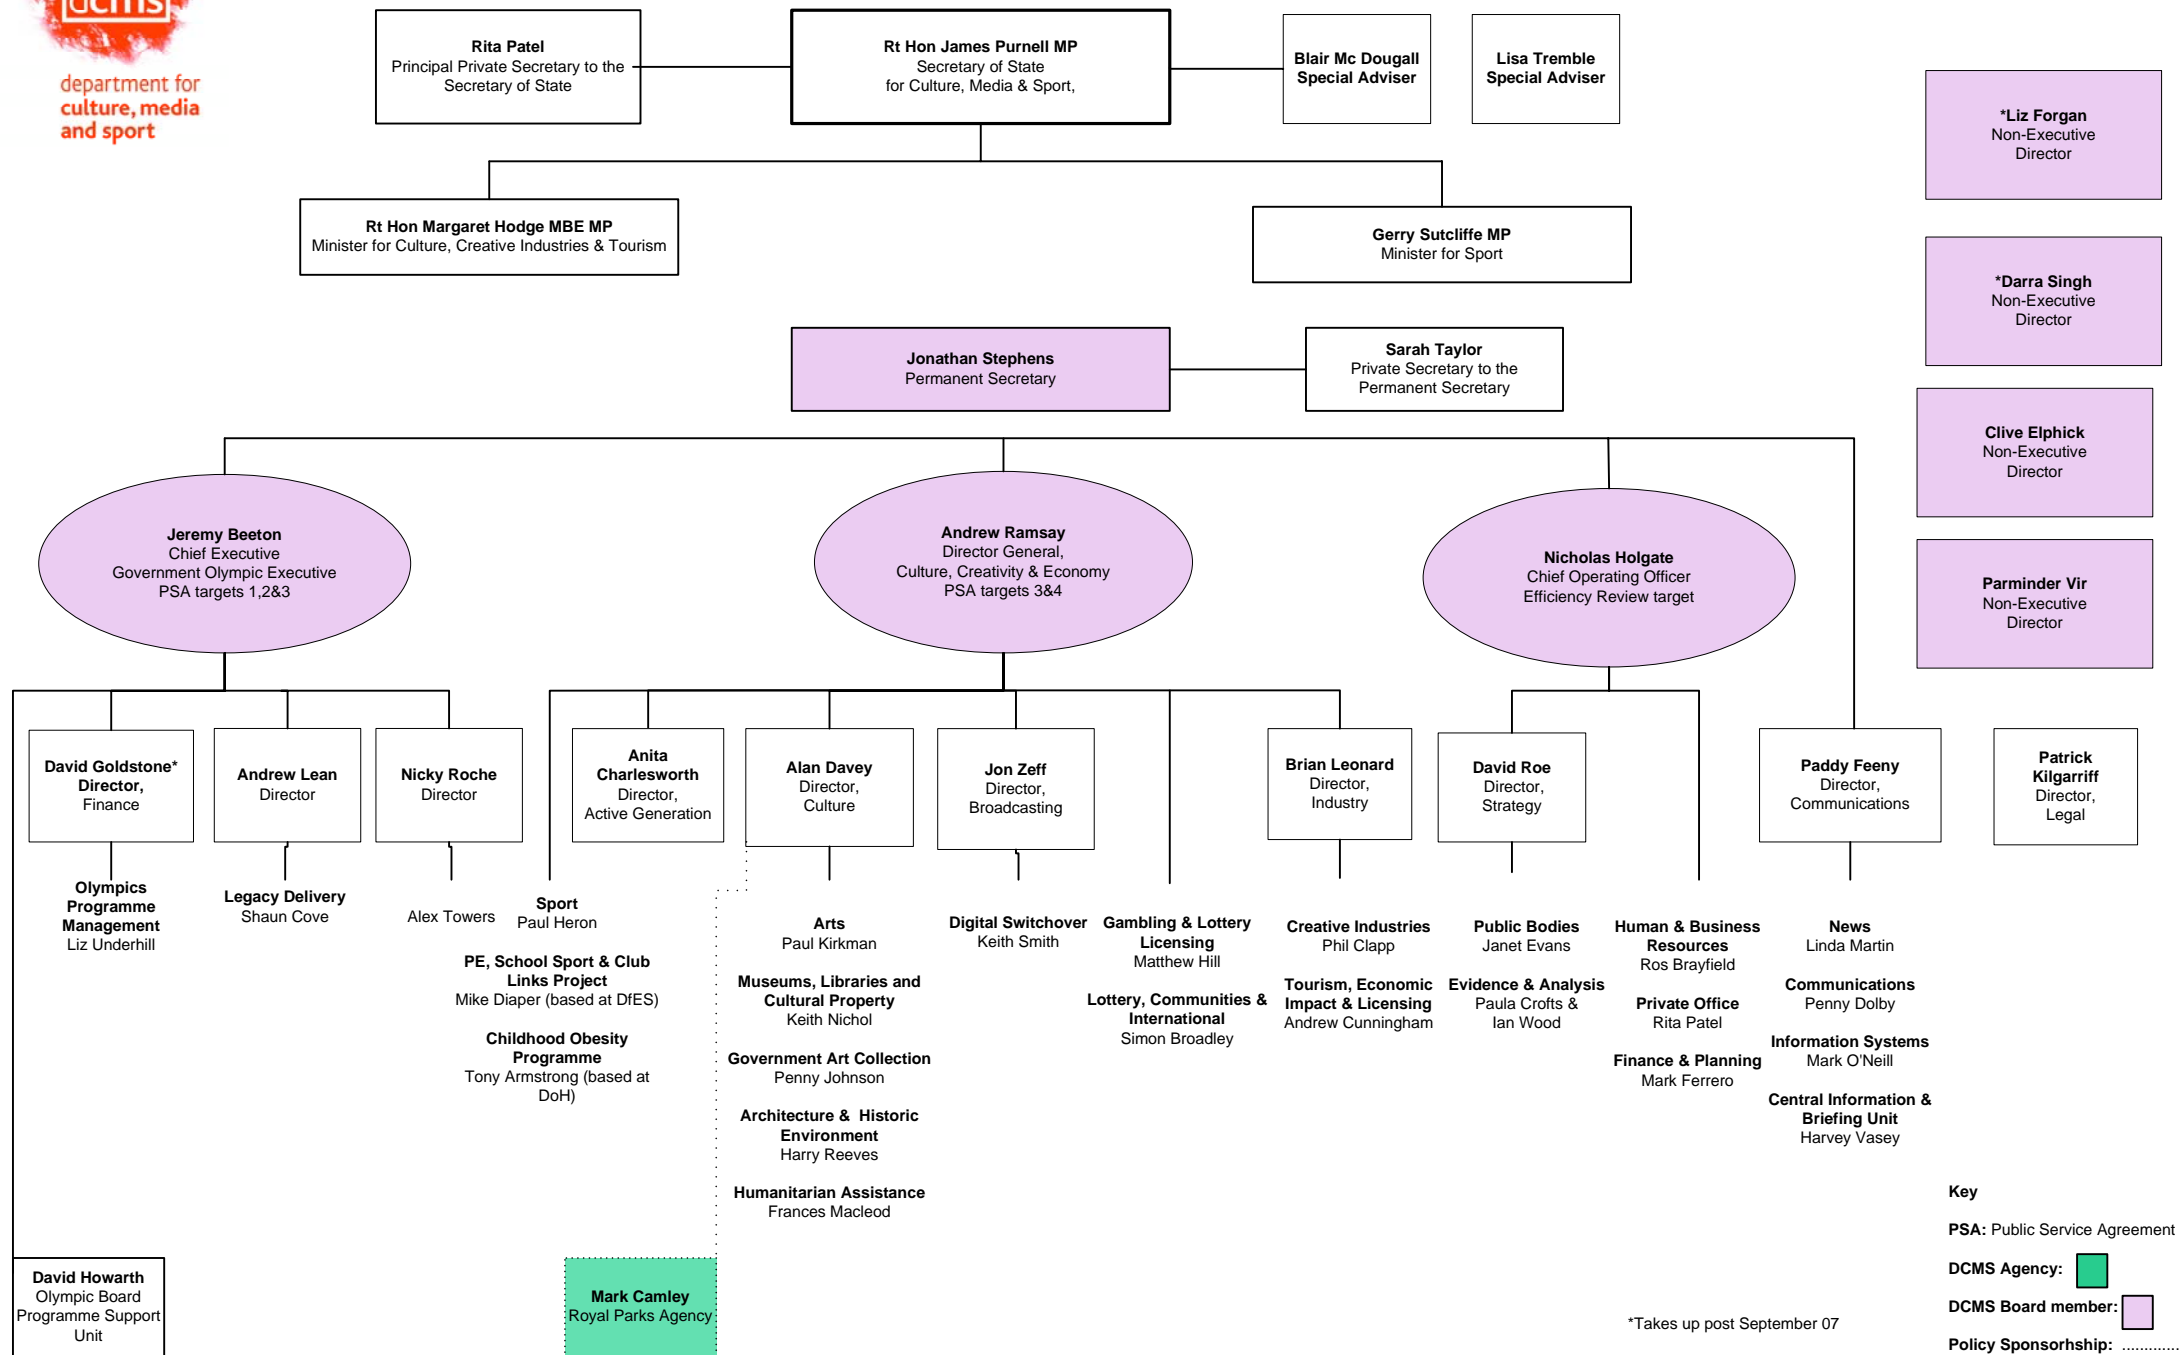 dcms
department for
culture, media
and sport
Rita Patel
Principal Private Secretary to the
Secretary of State
Rt Hon James Purnell MP
Secretary of State
for Culture, Media & Sport,
Blair Mc Dougall
Special Adviser
Lisa Tremble
Special Adviser
*Liz Forgan
Non-Executive
Director
Rt Hon Margaret Hodge MBE MP
Minister for Culture, Creative Industries & Tourism
Gerry Sutcliffe MP
Minister for Sport
*Darra Singh
Non-Executive
Director
Jonathan Stephens
Permanent Secretary
Sarah Taylor
Private Secretary to the
Permanent Secretary
Clive Elphick
Non-Executive
Director
Jeremy Beeton
Chief Executive
Government Olympic Executive
PSA targets 1,2&3
Andrew Ramsay
Director General,
Culture, Creativity & Economy
PSA targets 3&4
Nicholas Holgate
Chief Operating Officer
Efficiency Review target
Parminder Vir
Non-Executive
Director
David Goldstone*
Director,
Finance
Andrew Lean
Director
Nicky Roche
Director
Anita
Charlesworth
Director,
Active Generation
Alan Davey
Director,
Culture
Jon Zeff
Director,
Broadcasting
Brian Leonard
Director,
Industry
David Roe
Director,
Strategy
Paddy Feeny
Director,
Communications
Patrick
Kilgarriff
Director,
Legal
Olympics
Programme
Management
Liz Underhill
Legacy Delivery
Shaun Cove
Alex Towers
Sport
Paul Heron
PE, School Sport & Club
Links Project
Mike Diaper (based at DfES)
Childhood Obesity
Programme
Tony Armstrong (based at
DoH)
Arts
Paul Kirkman
Museums, Libraries and
Cultural Property
Keith Nichol
Government Art Collection
Penny Johnson
Architecture & Historic
Environment
Harry Reeves
Humanitarian Assistance
Frances Macleod
Digital Switchover
Keith Smith
Gambling & Lottery
Licensing
Matthew Hill
Lottery, Communities &
International
Simon Broadley
Creative Industries
Phil Clapp
Tourism, Economic
Impact & Licensing
Andrew Cunningham
Public Bodies
Janet Evans
Evidence & Analysis
Paula Crofts &
Ian Wood
Human & Business
Resources
Ros Brayfield
Private Office
Rita Patel
Finance & Planning
Mark Ferrero
News
Linda Martin
Communications
Penny Dolby
Information Systems
Mark O'Neill
Central Information &
Briefing Unit
Harvey Vasey
David Howarth
Olympic Board
Programme Support
Unit
Mark Camley
Royal Parks Agency
*Takes up post September 07
Key
PSA: Public Service Agreement
DCMS Agency:
DCMS Board member:
Policy Sponsorhship: .............